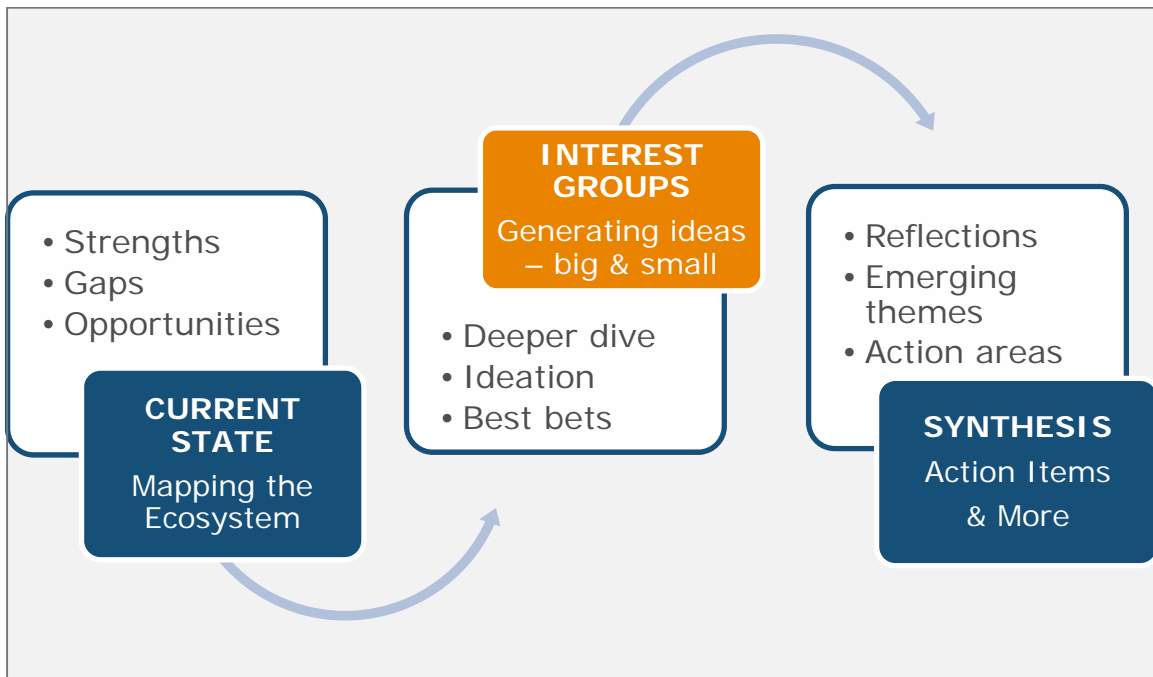 • Strengths
• Gaps
• Opportunities
CURRENT
STATE
Mapping the
Ecosystem
INTEREST
GROUPS
Generating ideas
– big & small
• Deeper dive
• Ideation
• Best bets
• Reflections
• Emerging
themes
• Action areas
SYNTHESIS
Action Items
& More